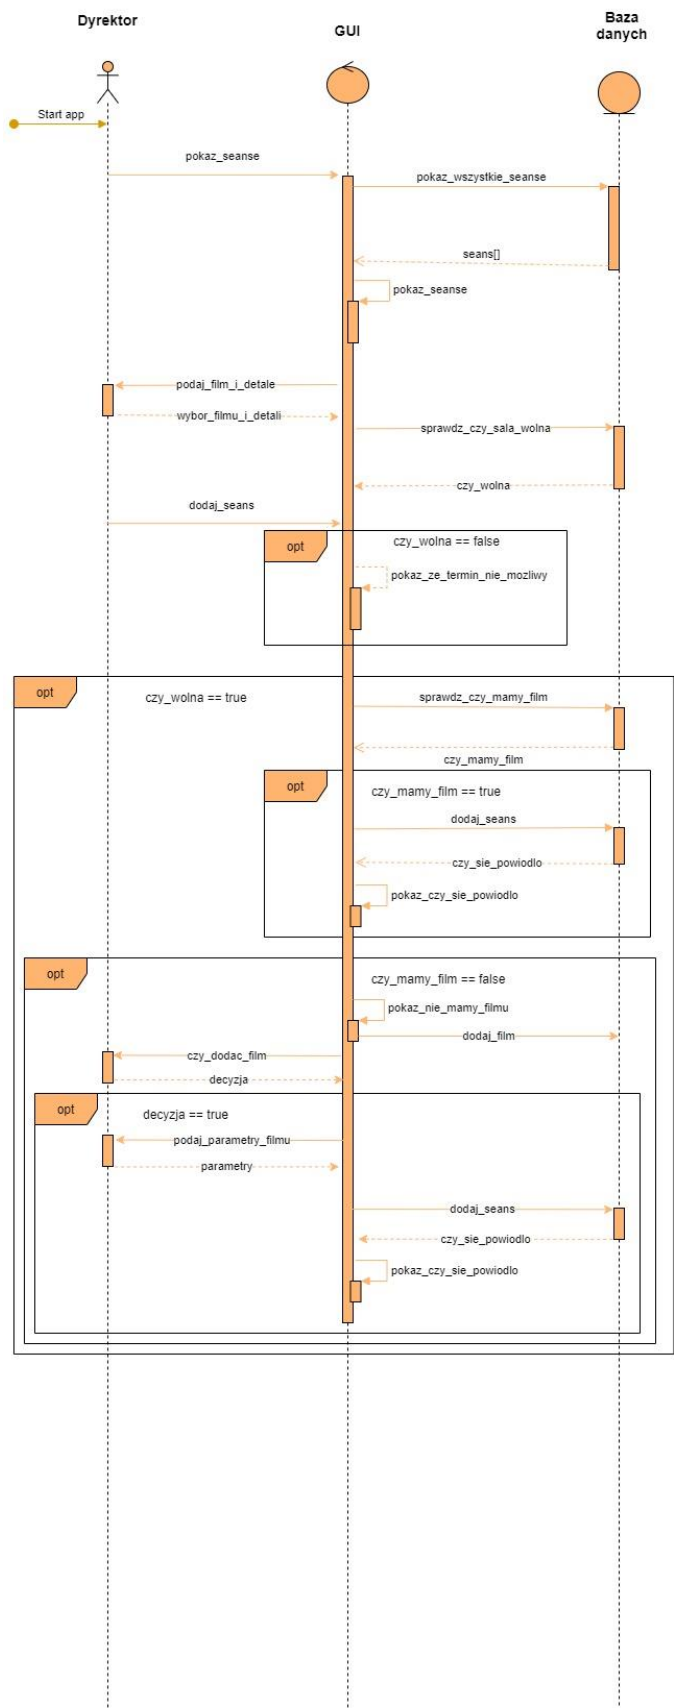 Dyrektor
GUI
Baza
danych
Start app
pokaz_seanse
pokaz_wszystkie_seanse
seans[]
pokaz_seanse
podaj_film_i_detale
wybor_filmu_i_detali
sprawdz_czy_sala_wolna
czy_wolna
dodaj_seans
opt
czy_wolna == false
pokaz_ze_termin_nie_mozliwy
opt
czy_wolna == true
sprawdz_czy_mamy_film
czy_mamy_film
opt
czy_mamy_film == true
dodaj_seans
czy_sie_powiodlo
pokaz_czy_sie_powiodlo
opt
czy_mamy_film == false
pokaz_nie_mamy_filmu
dodaj_film
czy_dodac_film
decyzja
opt
decyzja == true
podaj_parametry_filmu
parametry
dodaj_seans
czy_sie_powiodlo
pokaz_czy_sie_powiodlo